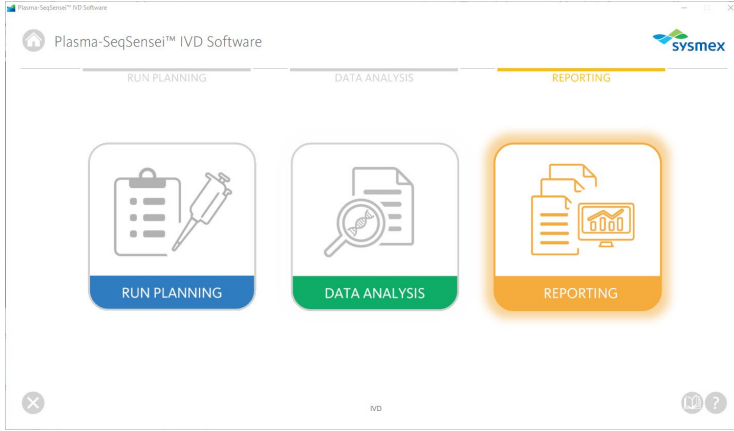 Plasma-SeqSensei™ IVD Software
Plasma-SeqSensei™ IVD Software
sysmex
RUN PLANNING
DATA ANALYSIS
REPORTING
RUN PLANNING
DATA ANALYSIS
REPORTING
IVD
?